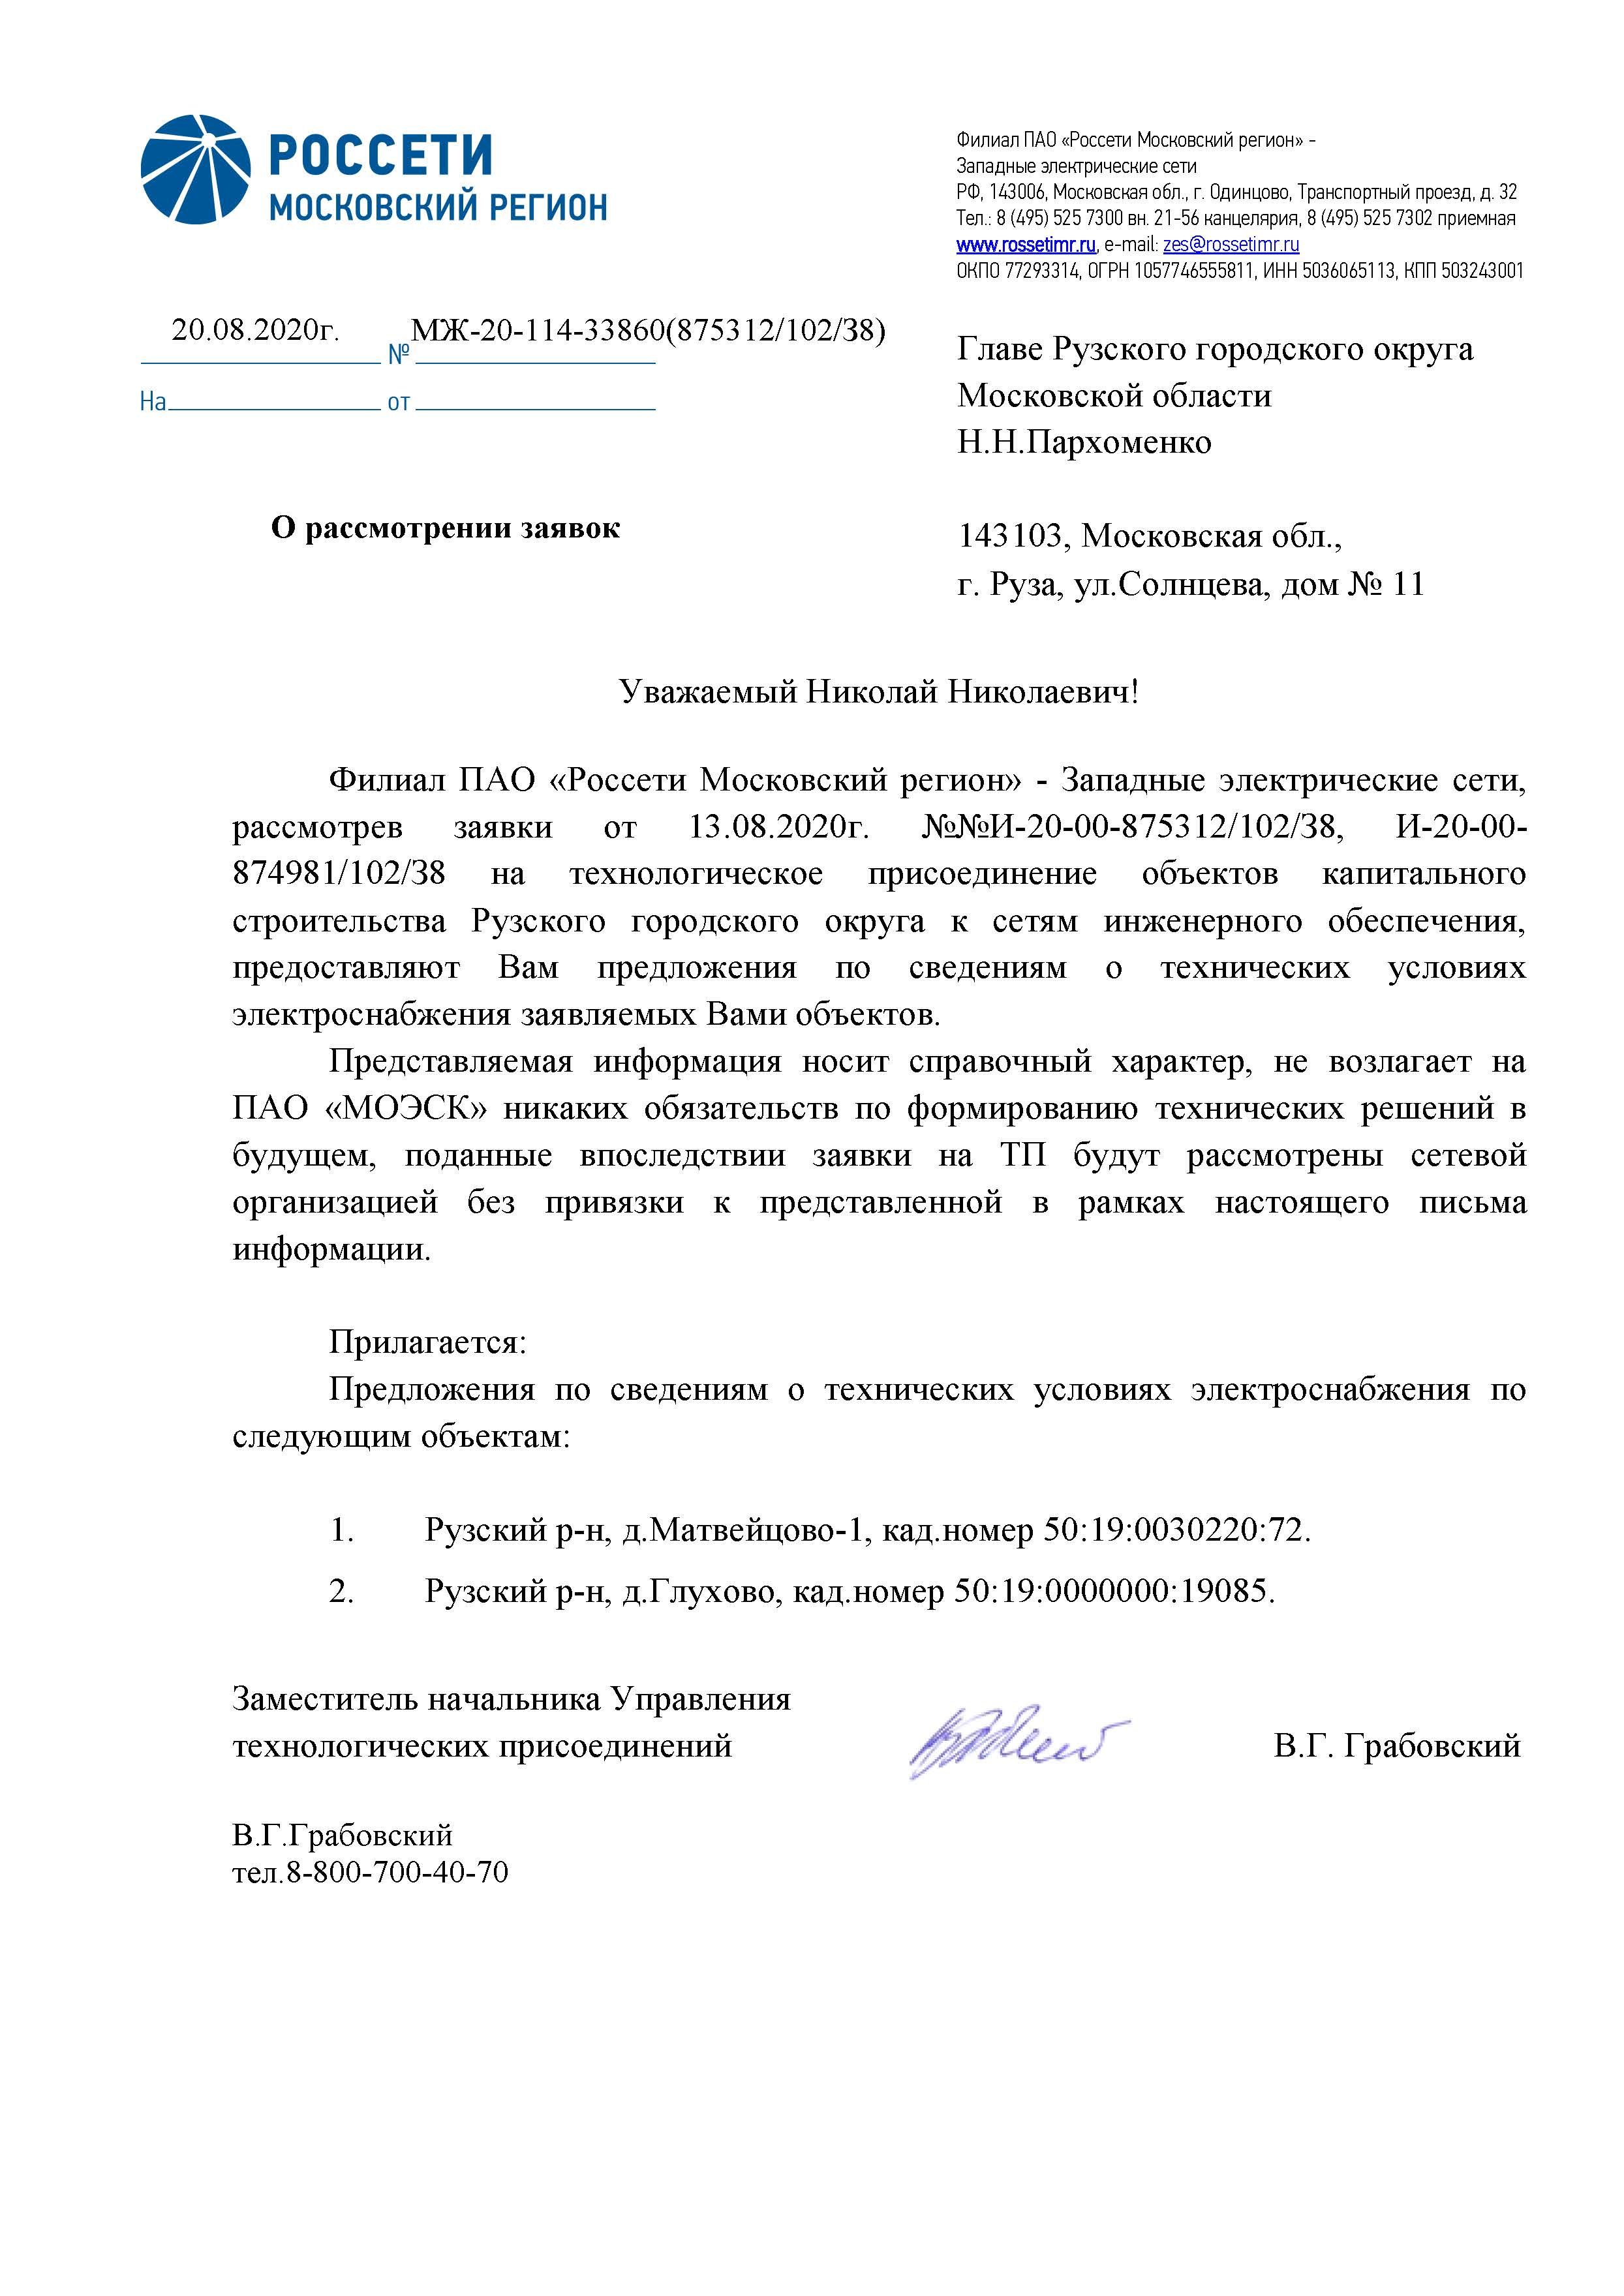 РОССЕТИ
МОСКОВСКИЙ РЕГИОН
Филиал ПАО «Россети Московский регион» -
Западные электрические сети
РФ, 143006, Московская обл., г. Одинцово, Транспортный проезд, д. 32
Тел.: 8 (495) 525 7300 вн. 21-56 канцелярия, 8 (495) 525 7302 приемная
www.rossetimr.ru, e-mail: zes@rossetimr.ru
ОКПО 77293314, ОГРН 1057746555811, ИНН 5036065113, КПП 503243001
20.08.2020г. № МЖ-20-114-33860(875312/102/З8)
На от
Главе Рузского городского округа
Московской области
Н.Н.Пархоменко
О рассмотрении заявок
143103, Московская обл.,
г. Руза, ул.Солнцева, дом № 11
Уважаемый Николай Николаевич!
Филиал ПАО «Россети Московский регион» - Западные электрические сети,
рассмотрев заявки от 13.08.2020г. №№И-20-00-875312/102/З8, И-20-00-
874981/102/З8 на технологическое присоединение объектов капитального
строительства Рузского городского округа к сетям инженерного обеспечения,
предоставляют Вам предложения по сведениям о технических условиях
электроснабжения заявляемых Вами объектов.
Представляемая информация носит справочный характер, не возлагает на
ПАО «МОЭСК» никаких обязательств по формированию технических решений в
будущем, поданные впоследствии заявки на ТП будут рассмотрены сетевой
организацией без привязки к представленной в рамках настоящего письма
информации.
Прилагается:
Предложения по сведениям о технических условиях электроснабжения по
следующим объектам:
1. Рузский р-н, д.Матвейцово-1, кад.номер 50:19:0030220:72.
2. Рузский р-н, д.Глухово, кад.номер 50:19:0000000:19085.
Заместитель начальника Управления
технологических присоединений В.Г. Грабовский
В.Г.Грабовский
тел.8-800-700-40-70